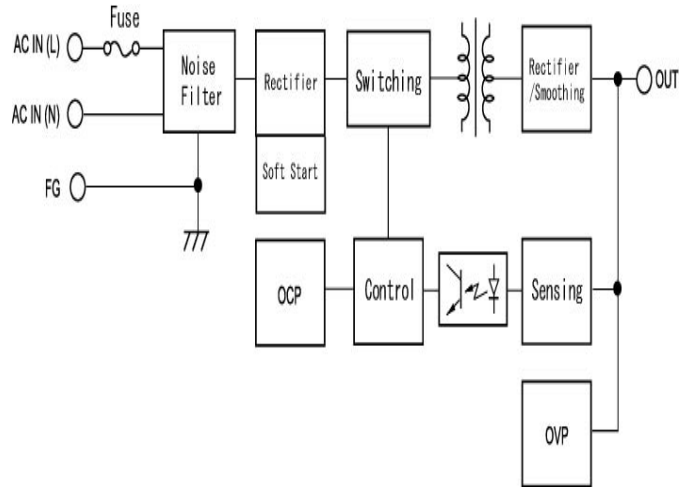 Fuse
AC IN (L)
Noise
Filter
Rectifier
Switching
Rectifier
/Smoothing
OUT
AC IN (N)
Soft Start
FG
OCP
Control
Sensing
OVP